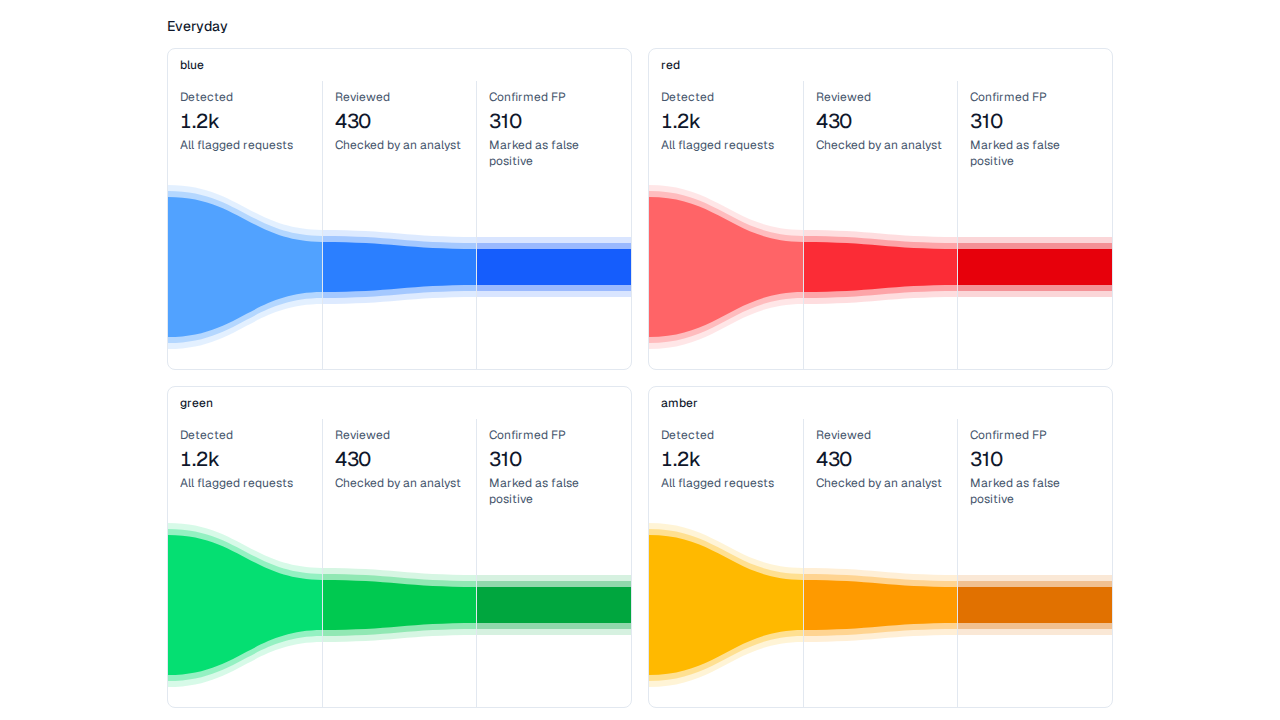 Everyday
blue
Detected
1.2k
All flagged requests
Reviewed
430
Checked by an analyst
Confirmed FP
310
Marked as false
positive
red
Detected
1.2k
All flagged requests
Reviewed
430
Checked by an analyst
Confirmed FP
310
Marked as false
positive
green
Detected
1.2k
All flagged requests
Reviewed
430
Checked by an analyst
Confirmed FP
310
Marked as false
positive
amber
Detected
1.2k
All flagged requests
Reviewed
430
Checked by an analyst
Confirmed FP
310
Marked as false
positive